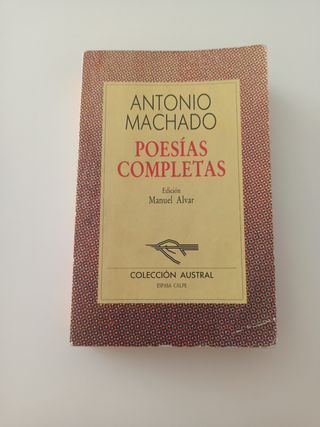 ANTONIO
MACHADO
POESÍAS
COMPLETAS
Edición
Manuel Alvar
COLECCIÓN AUSTRAL
ESPASA CALPE